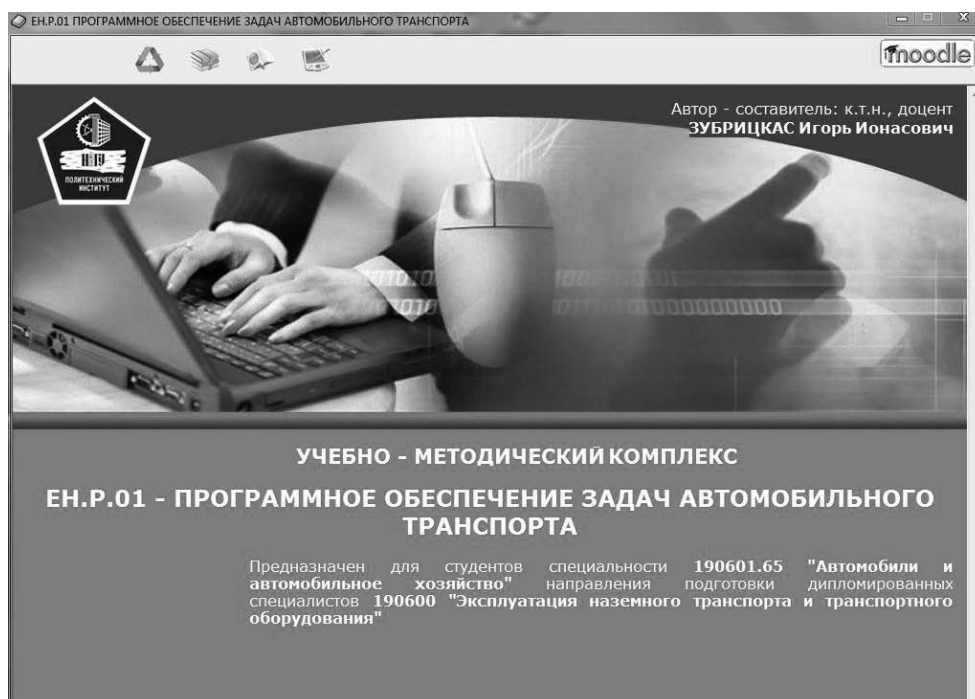 ЕН.Р.01 ПРОГРАММНОЕ ОБЕСПЕЧЕНИЕ ЗАДАЧ АВТОМОБИЛЬНОГО ТРАНСПОРТА
moodle
Автор - составитель: к.т.н., доцент
ЗУБРИЦКАС Игорь Ионасович
НовГУ
ПОЛИТЕХНИЧЕСКИЙ
ИНСТИТУТ
УЧЕБНО - МЕТОДИЧЕСКИЙ КОМПЛЕКС
ЕН.Р.01 - ПРОГРАММНОЕ ОБЕСПЕЧЕНИЕ ЗАДАЧ АВТОМОБИЛЬНОГО
ТРАНСПОРТА
Предназначен для студентов специальности 190601.65 "Автомобили и
автомобильное хозяйство" направления подготовки дипломированных
специалистов 190600 "Эксплуатация наземного транспорта и транспортного
оборудования"